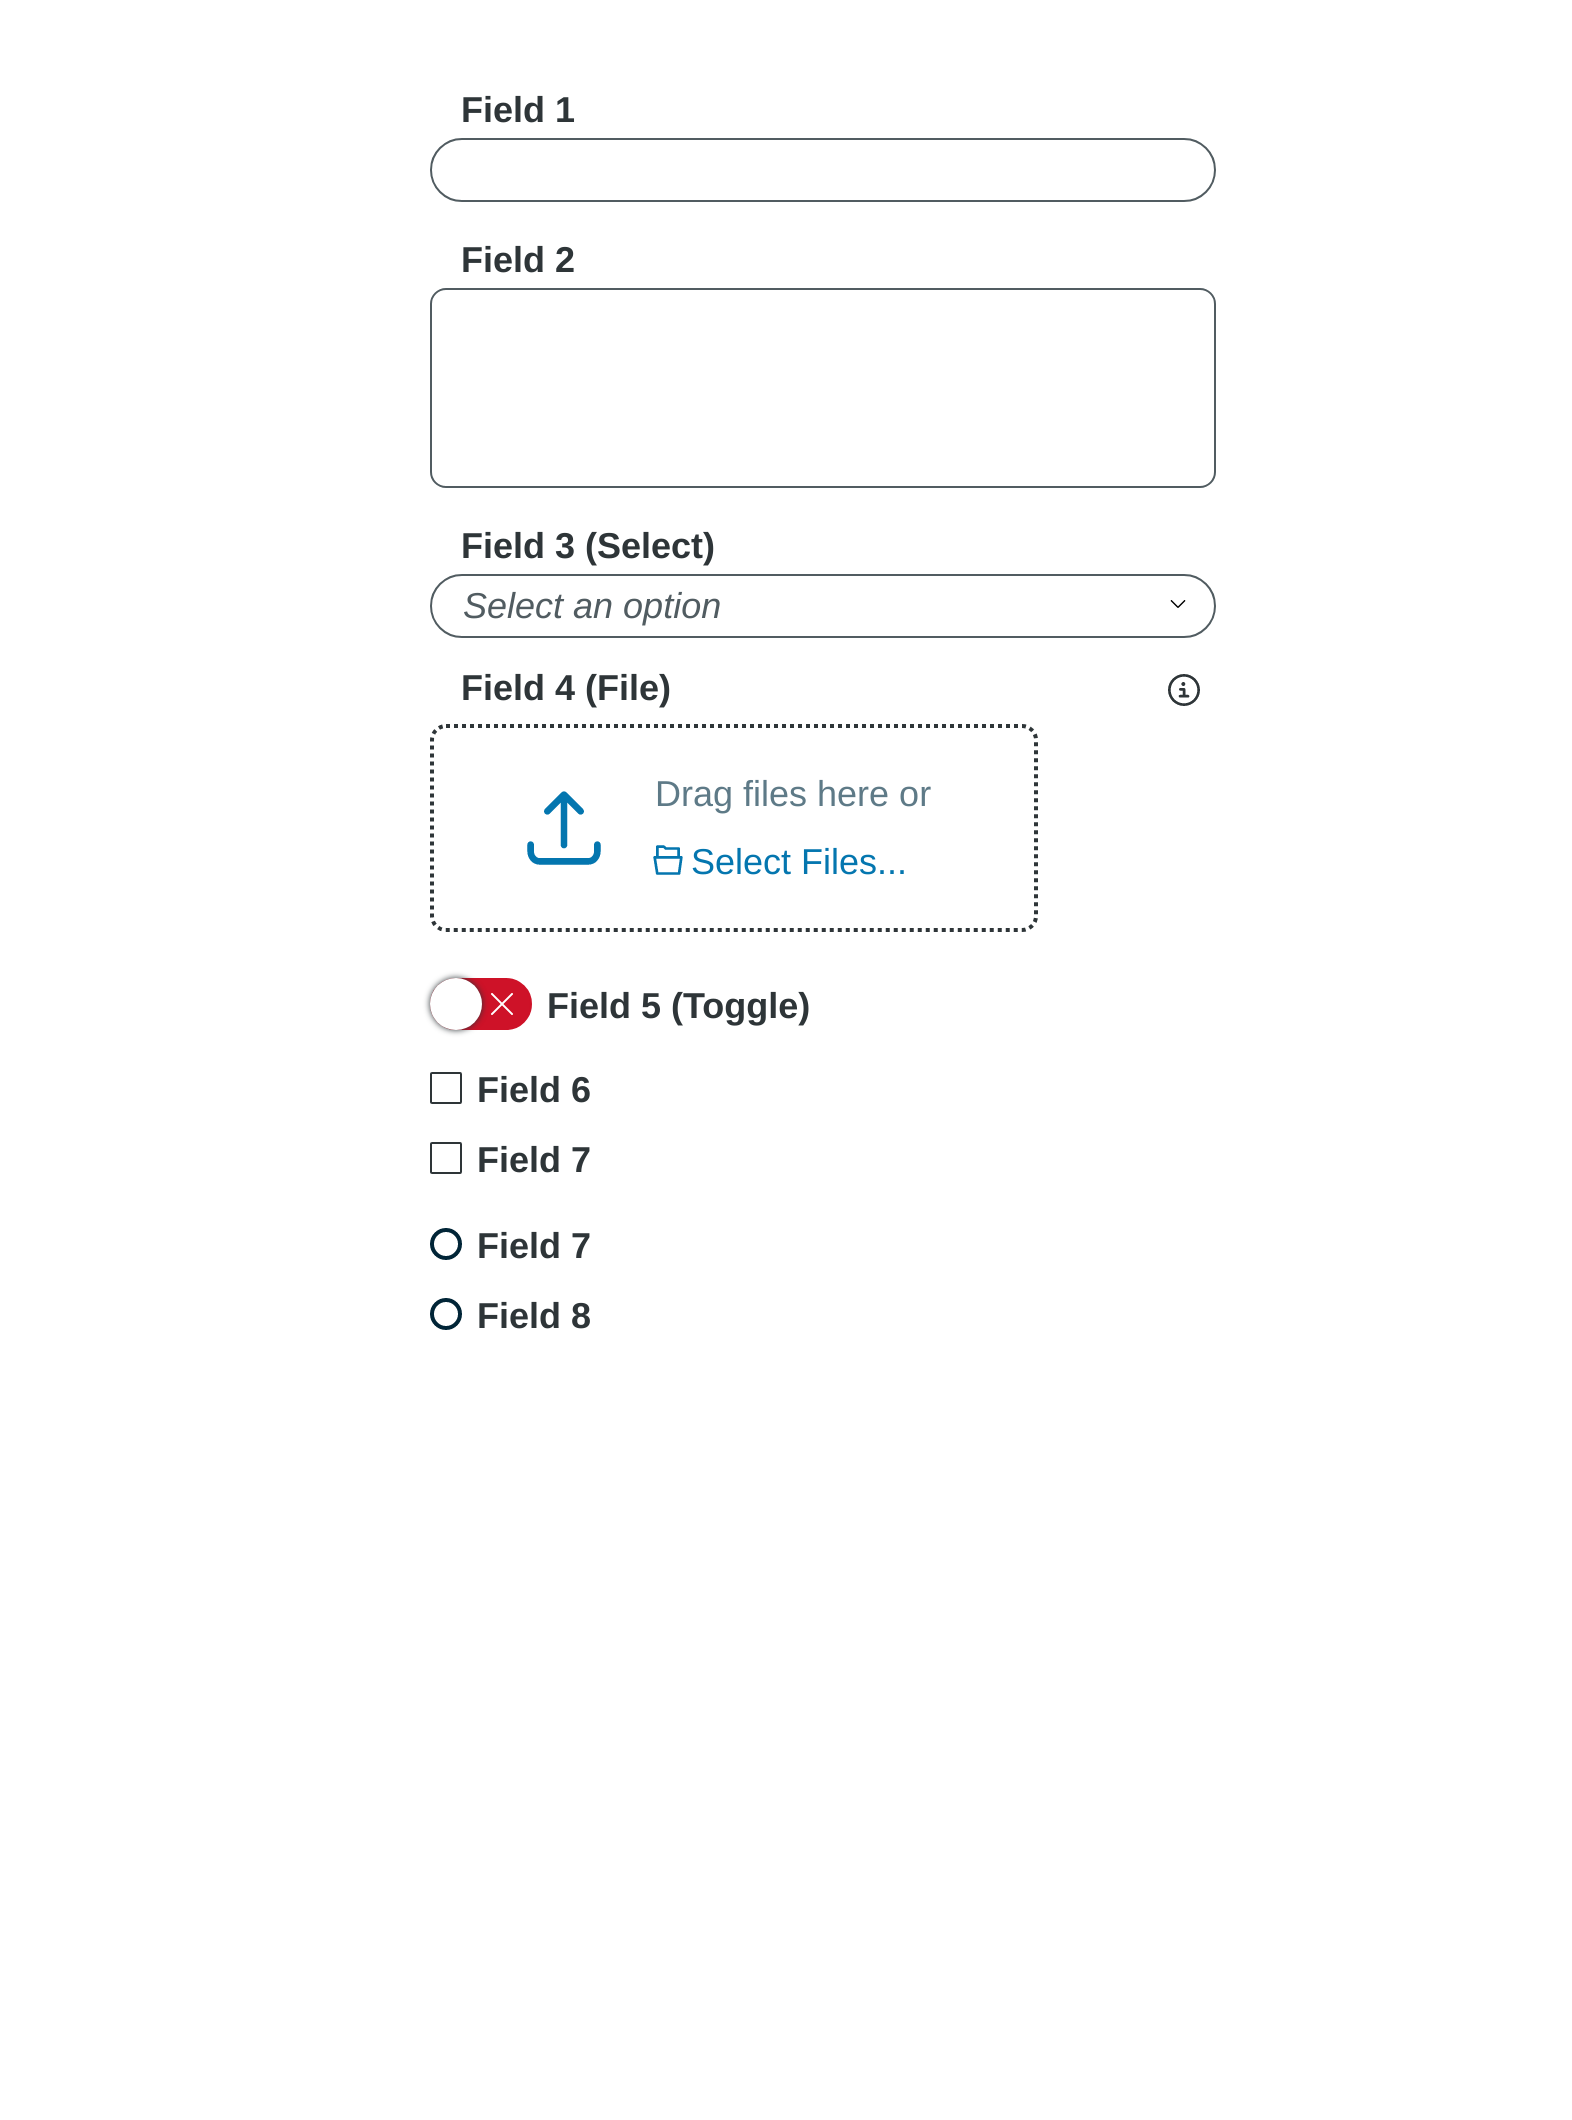 Field 1
Field 2
Field 3 (Select)
Select an option
Field 4 (File)
Drag files here or
Select Files...
Field 5 (Toggle)
Field 6
Field 7
Field 7
Field 8